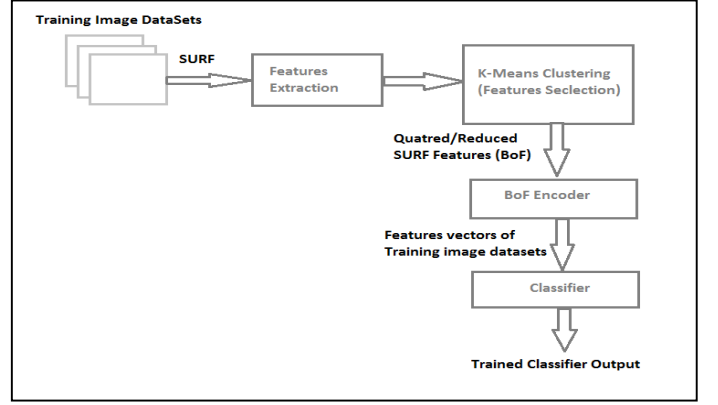 Training Image DataSets
SURF
Features
Extraction
K-Means Clustering
(Features Seclection)
Quatred/Reduced
SURF Features (BoF)
BoF Encoder
Features vectors of
Training image datasets
Classifier
Trained Classifier Output